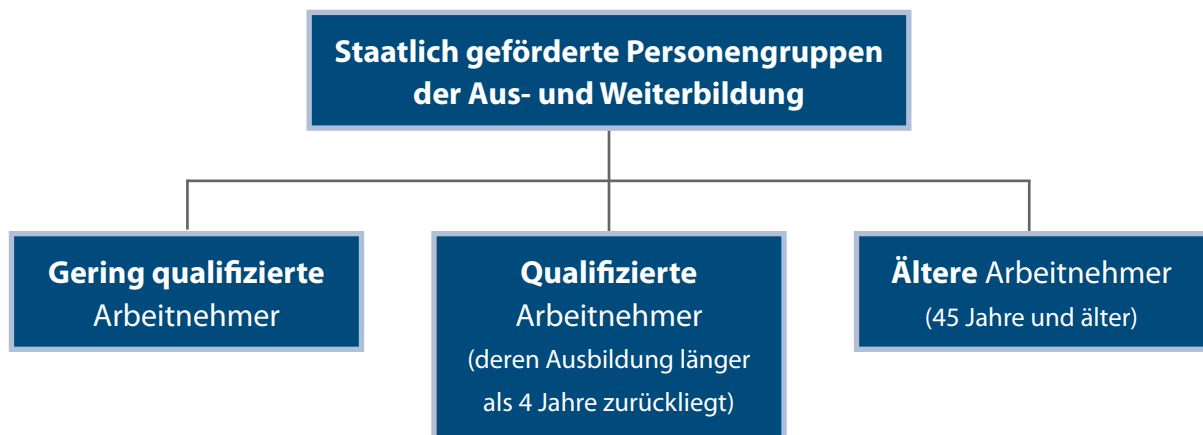 Staatlich geförderte Personengruppen
der Aus- und Weiterbildung
Gering qualifizierte
Arbeitnehmer
Qualifizierte
Arbeitnehmer
(deren Ausbildung länger
als 4 Jahre zurückliegt)
Ältere Arbeitnehmer
(45 Jahre und älter)